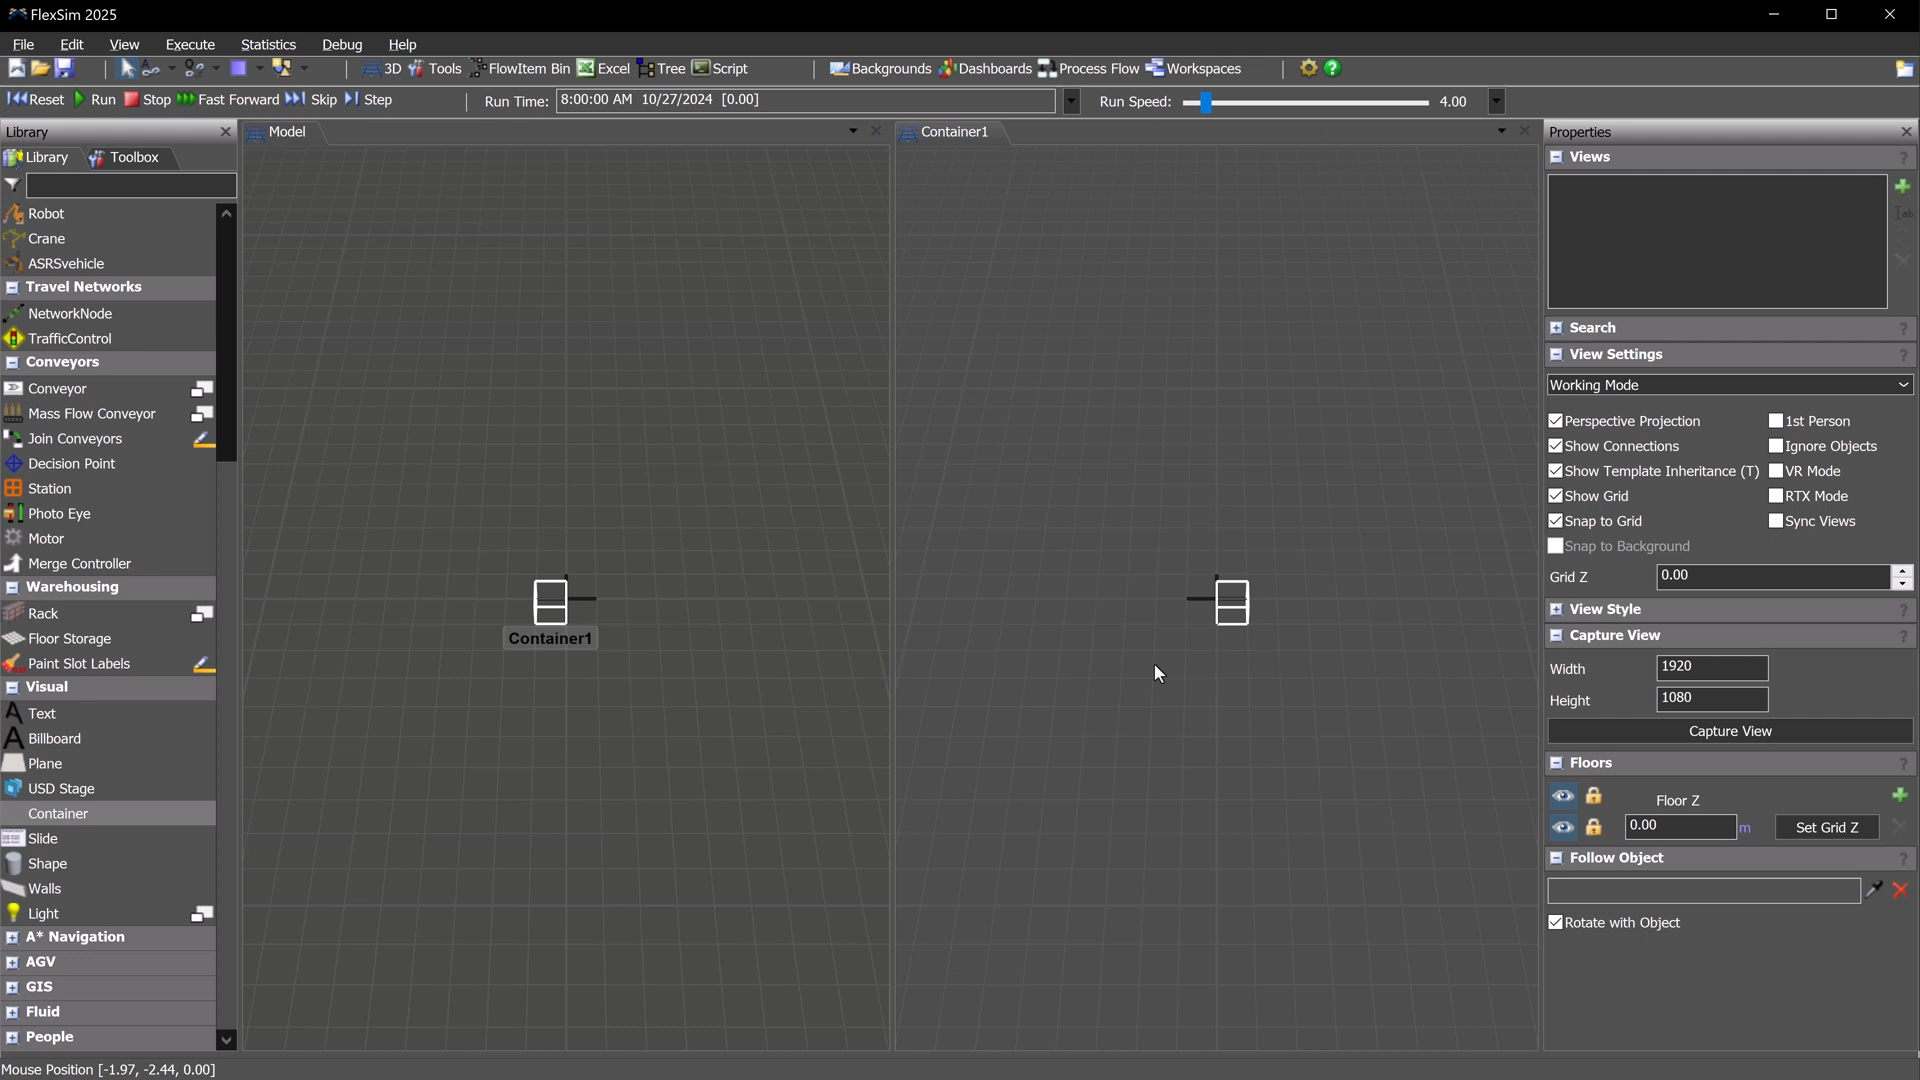 FlexSim 2025
File Edit View Execute Statistics Debug Help
3D Tools FlowItem Bin Excel Tree Script Backgrounds Dashboards Process Flow Workspaces
Reset Run Stop Fast Forward Skip Step Run Time: 8:00:00 AM 10/27/2024 [0.00] Run Speed: 4.00
Library
Library Toolbox
Robot
Crane
ASRSvehicle
Travel Networks
NetworkNode
TrafficControl
Conveyors
Conveyor
Mass Flow Conveyor
Join Conveyors
Decision Point
Station
Photo Eye
Motor
Merge Controller
Warehousing
Rack
Floor Storage
Paint Slot Labels
Visual
Text
Billboard
Plane
USD Stage
Container
Slide
Shape
Walls
Light
A* Navigation
AGV
GIS
Fluid
People
Model
Container1
Container1
Properties
Views
Search
View Settings
Working Mode
Perspective Projection 1st Person
Show Connections Ignore Objects
Show Template Inheritance (T) VR Mode
Show Grid RTX Mode
Snap to Grid Sync Views
Snap to Background
Grid Z 0.00
View Style
Capture View
Width 1920
Height 1080
Capture View
Floors
Floor Z
0.00 m Set Grid Z
Follow Object
Rotate with Object
Mouse Position [-1.97, -2.44, 0.00]